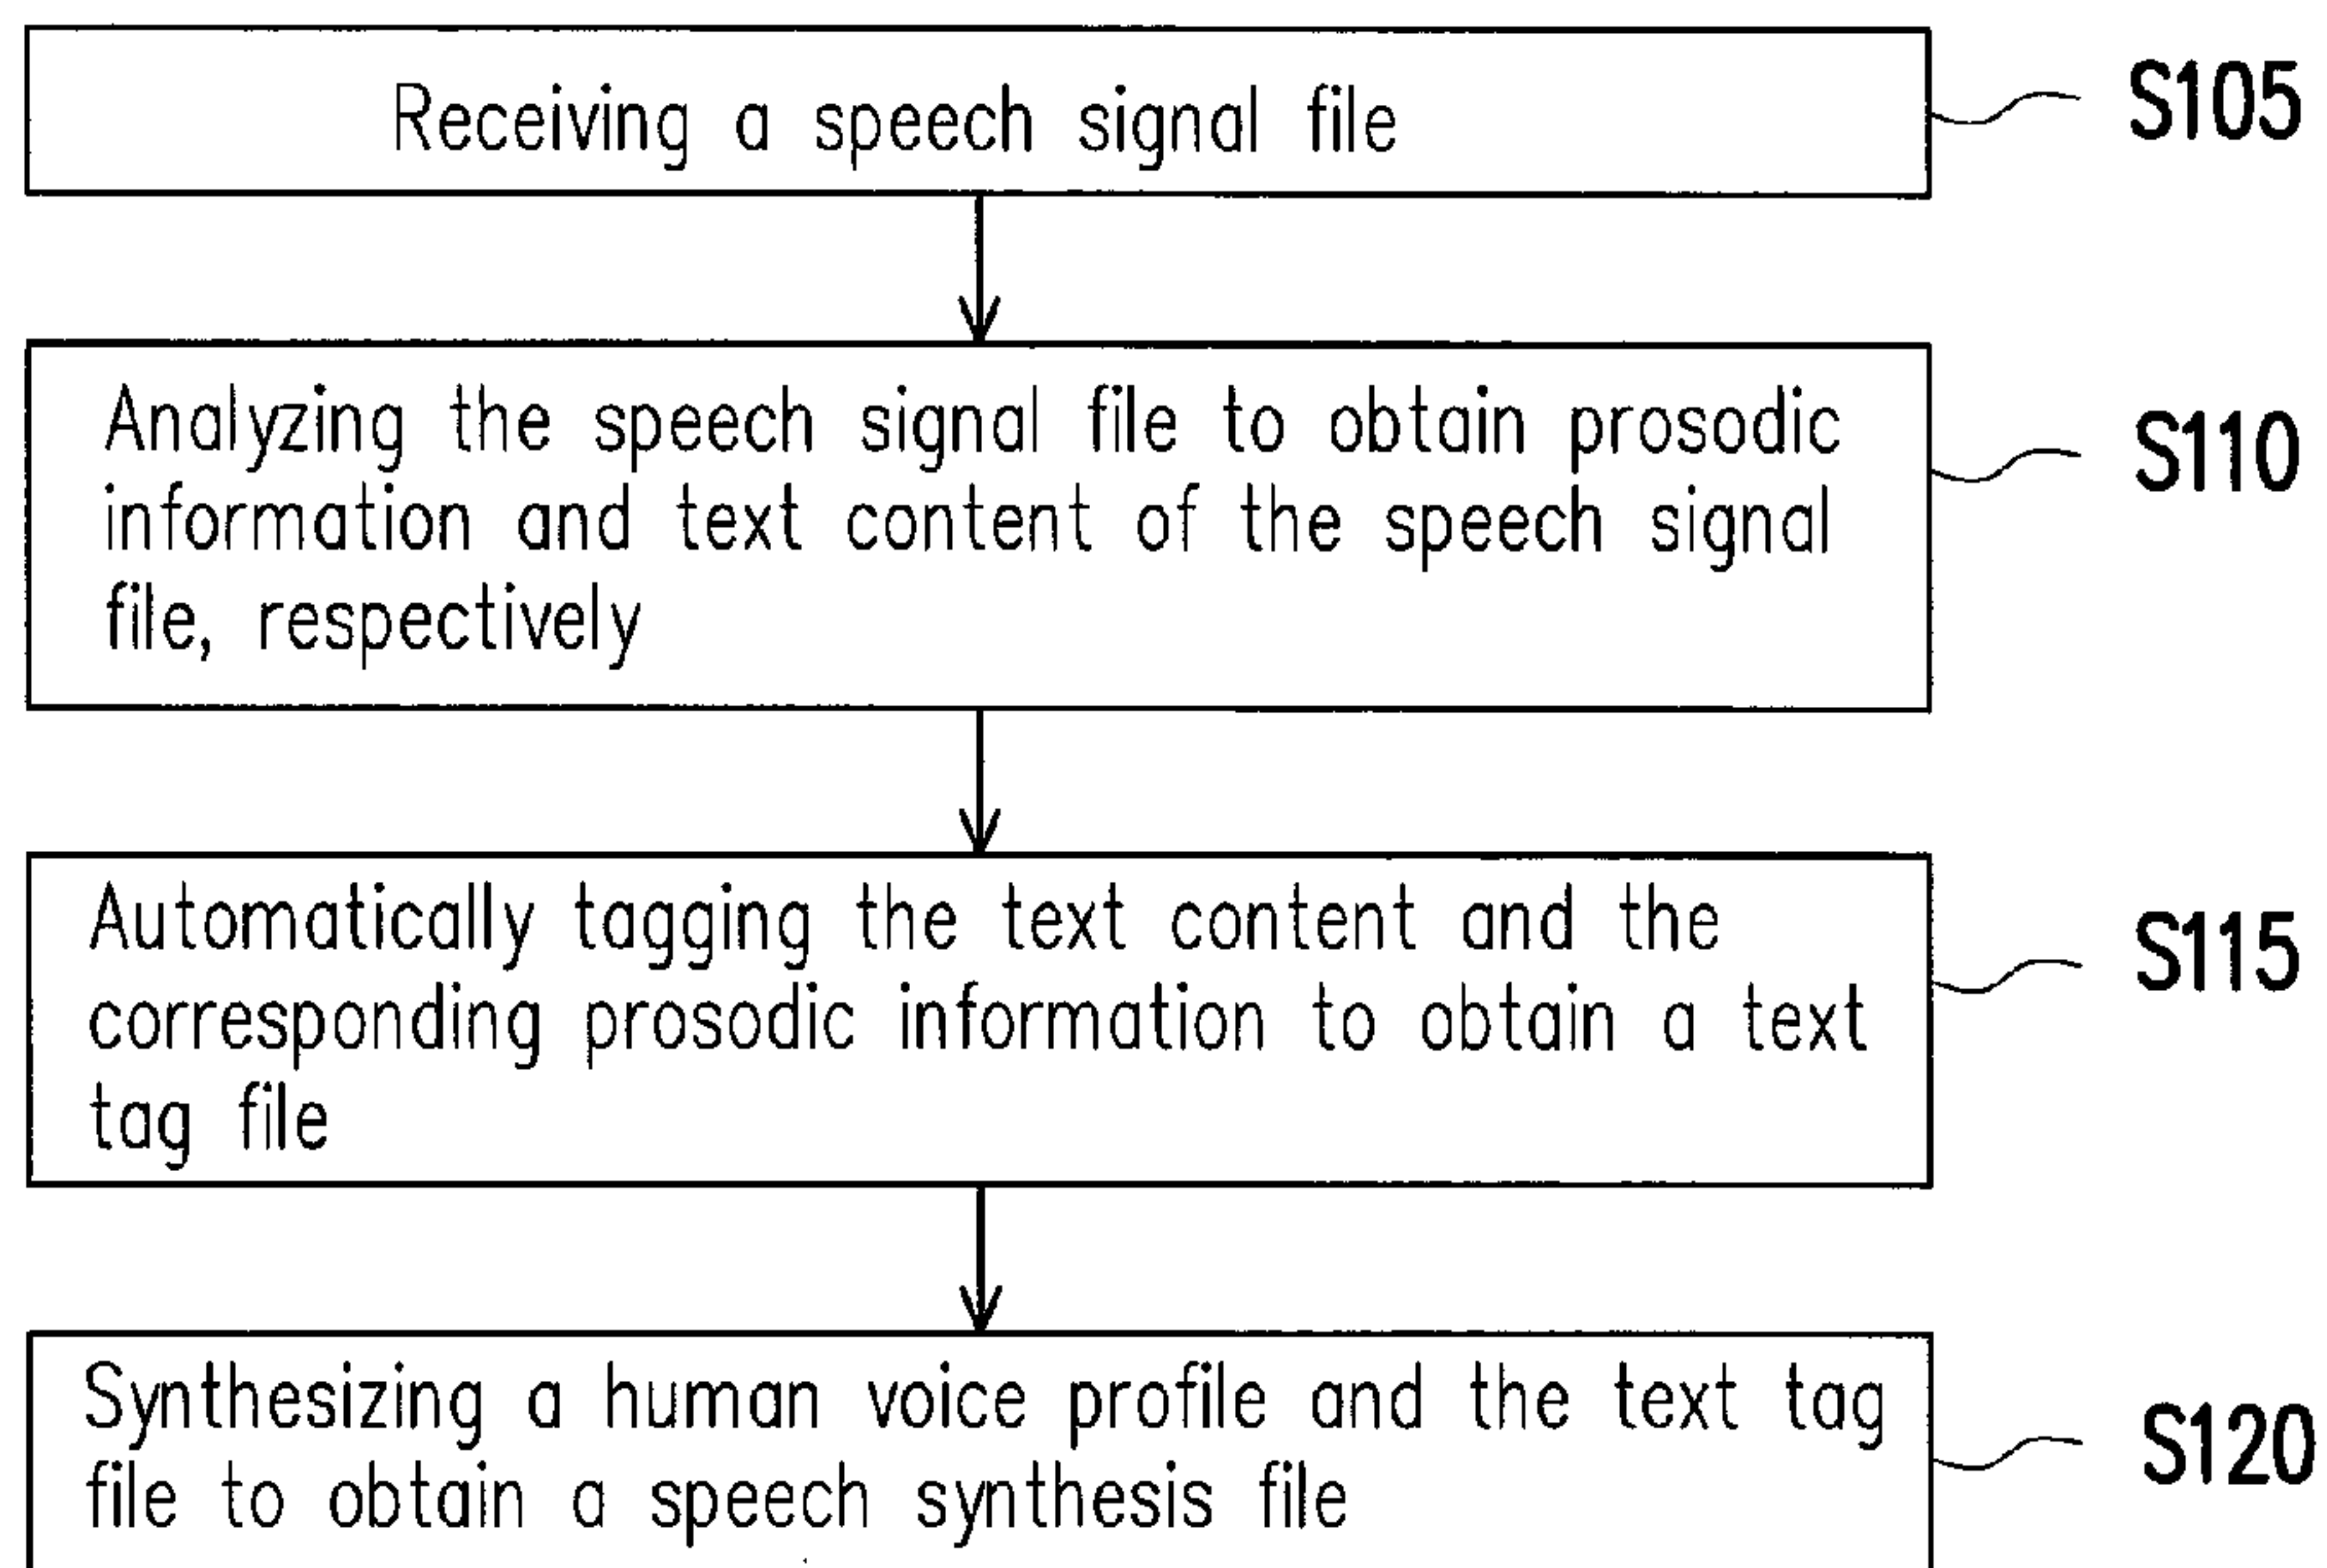 Receiving a speech signal file
S105
Analyzing the speech signal file to obtain prosodic
information and text content of the speech signal
file, respectively
S110
Automatically tagging the text content and the
corresponding prosodic information to obtain a text
tag file
S115
Synthesizing a human voice profile and the text tag
file to obtain a speech synthesis file
S120